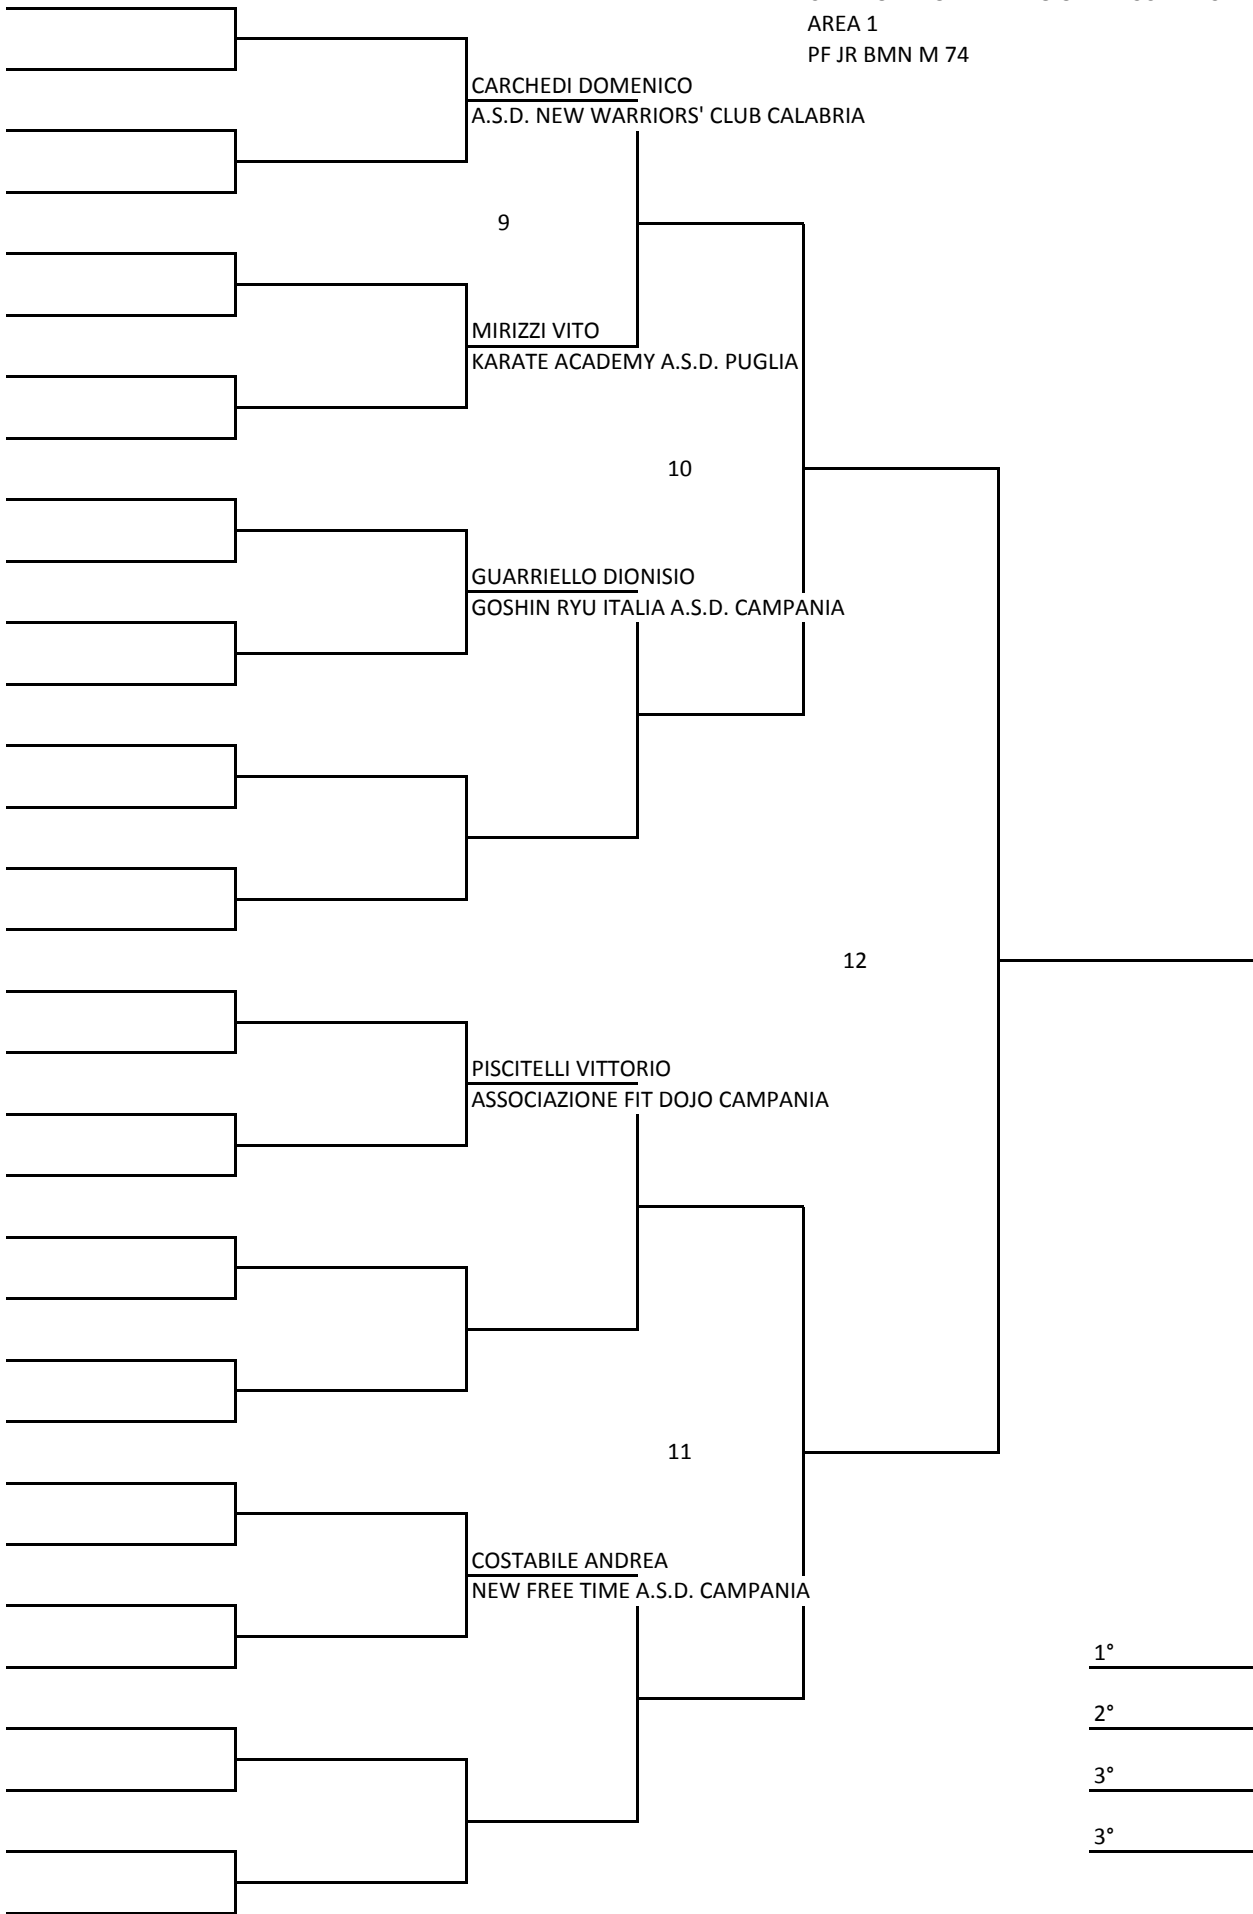 AREA 1
PF JR BMN M 74
CARCHEDI DOMENICO
A.S.D. NEW WARRIORS' CLUB CALABRIA
9
MIRIZZI VITO
KARATE ACADEMY A.S.D. PUGLIA
10
GUARRIELLO DIONISIO
GOSHIN RYU ITALIA A.S.D. CAMPANIA
12
PISCITELLI VITTORIO
ASSOCIAZIONE FIT DOJO CAMPANIA
11
COSTABILE ANDREA
NEW FREE TIME A.S.D. CAMPANIA
1°
2°
3°
3°